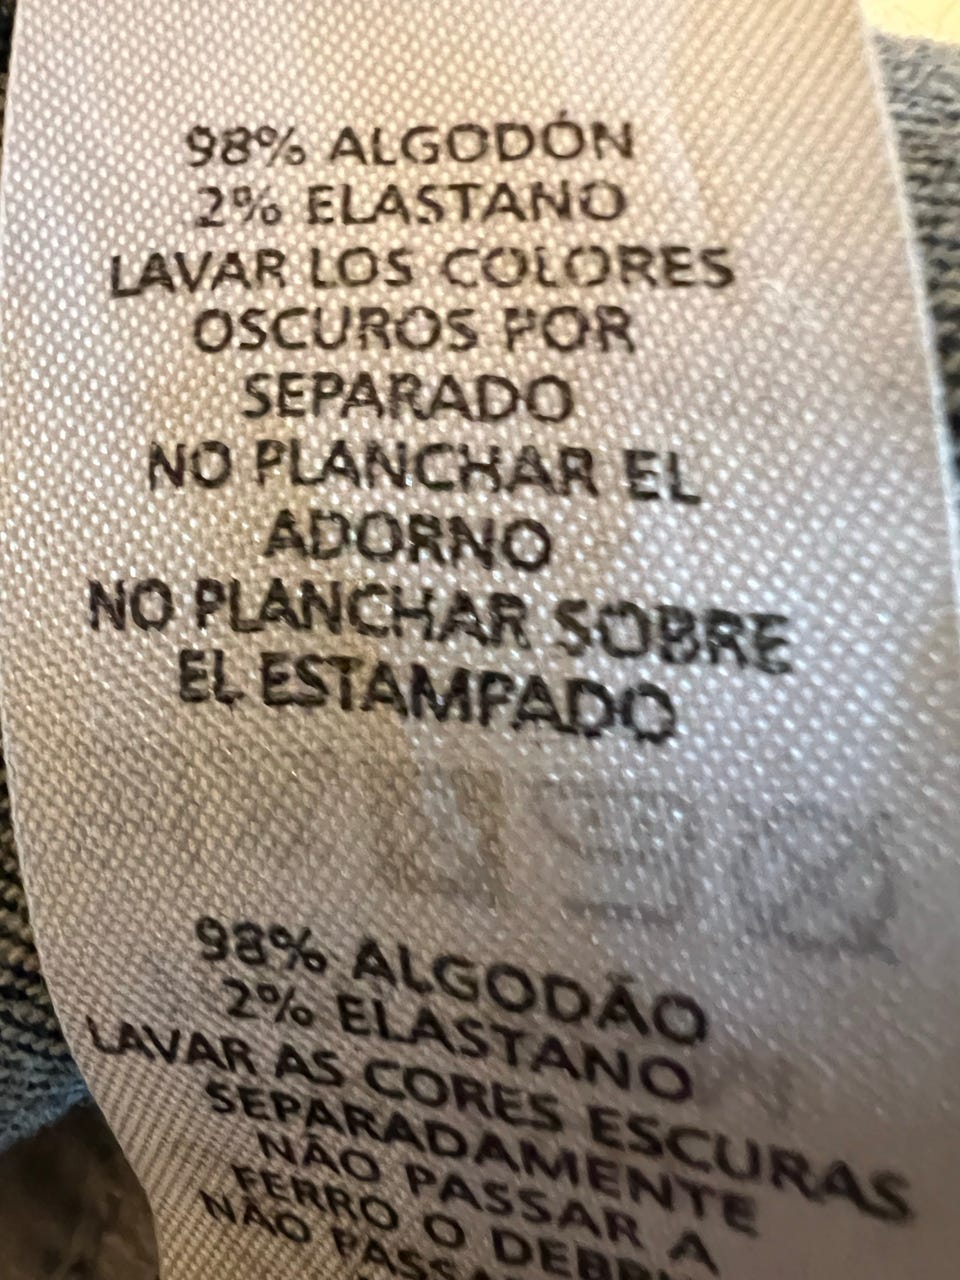 98% ALGODÓN
2% ELASTANO
LAVAR LOS COLORES
OSCUROS POR
SEPARADO
NO PLANCHAR EL
ADORNO
NO PLANCHAR SOBRE
EL ESTAMPADO
98% ALGODÃO
2% ELASTANO
LAVAR AS CORES ESCURAS
SEPARADAMENTE
NÃO PASSAR A
FERRO O
NÃO